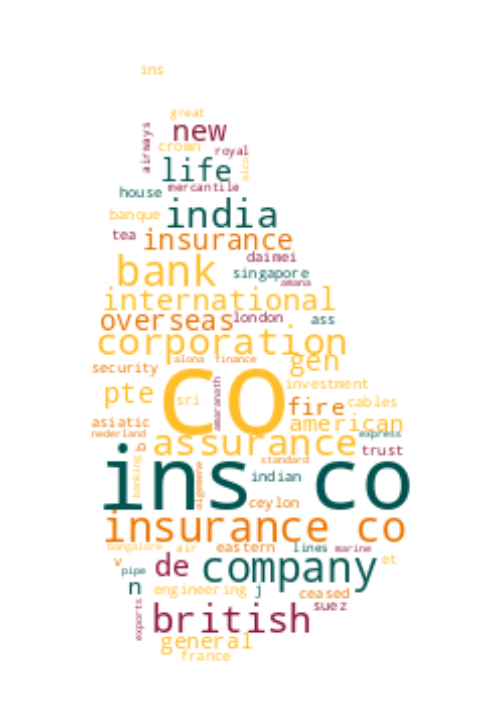 ins
great
airways new
crown royal
life alco
house mercantile
banque india
tea insurance
daimei
bank singapore
amana
international
overseas london ass
corporation
alona finance gen
security
pte sri co amaranath investment
fire cables
asiatic american
nederland express
b assurance trust
banking standard
ins co
algemene indian
ceylon
insurance co
bangalore air eastern lines marine
v pipe de company et
n engineering j ceased
exports british suez
general
france